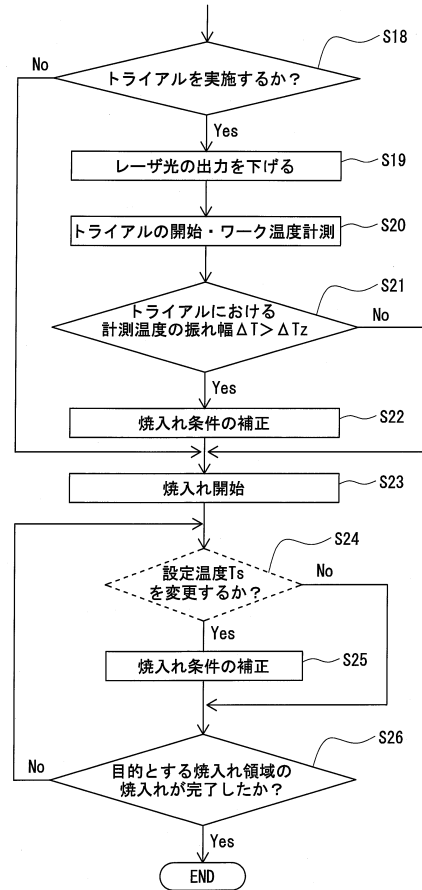 S18
トライアルを実施するか？
No
Yes
レーザ光の出力を下げる
S19
トライアルの開始・ワーク温度計測
S20
S21
トライアルにおける
計測温度の振れ幅ΔT＞ΔTz
No
Yes
焼入れ条件の補正
S22
焼入れ開始
S23
S24
設定温度Ts
を変更するか？
No
Yes
焼入れ条件の補正
S25
S26
目的とする焼入れ領域の
焼入れが完了したか？
No
Yes
END